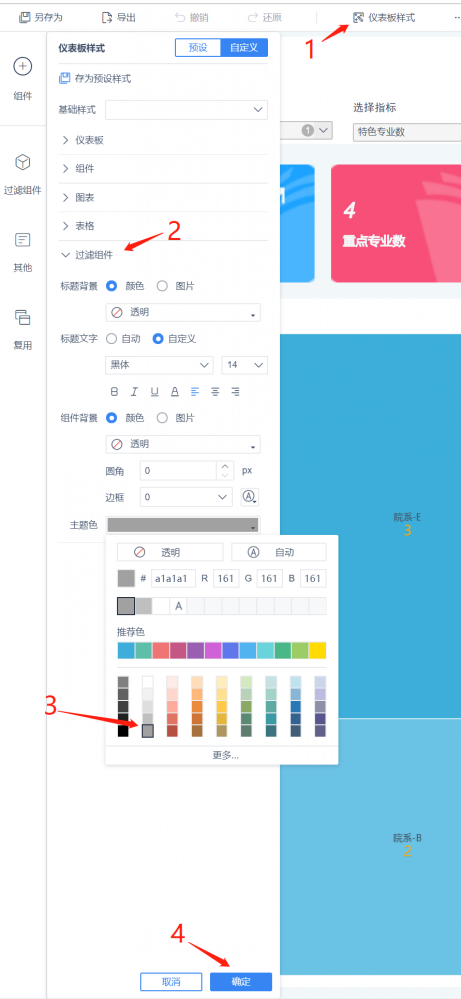 另存为 导出 撤销 还原 仪表板样式 ...
1
仪表板样式 预设 自定义
组件
存为预设样式
基础样式
选择指标
1 特色专业数
仪表板
组件
过滤组件
图表
4
重点专业数
表格
2
过滤组件
其他
标题背景 颜色 图片
透明
标题文字 自动 自定义
复用
黑体 14
B I U A
组件背景 颜色 图片
透明
圆角 0 px
边框 0 A
主题色
院系-E
3
透明 A 自动
# a1a1a1 R 161 G 161 B 161
A
推荐色
3
更多...
院系-B
2
4
取消 确定